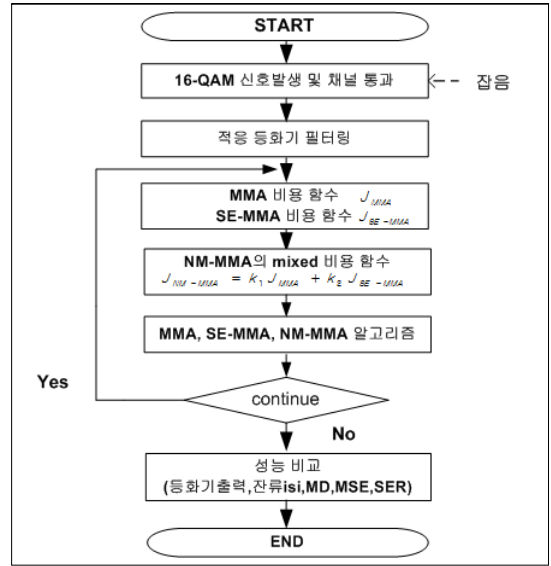 START
16-QAM 신호발생 및 채널 통과
잡음
적응 등화기 필터링
MMA 비용 함수 J_MMA
SE-MMA 비용 함수 J_SE-MMA
NM-MMA의 mixed 비용 함수
J_NM-MMA = k_1 J_MMA + k_2 J_SE-MMA
MMA, SE-MMA, NM-MMA 알고리즘
Yes
continue
No
성능 비교
(등화기출력,잔류isi,MD,MSE,SER)
END